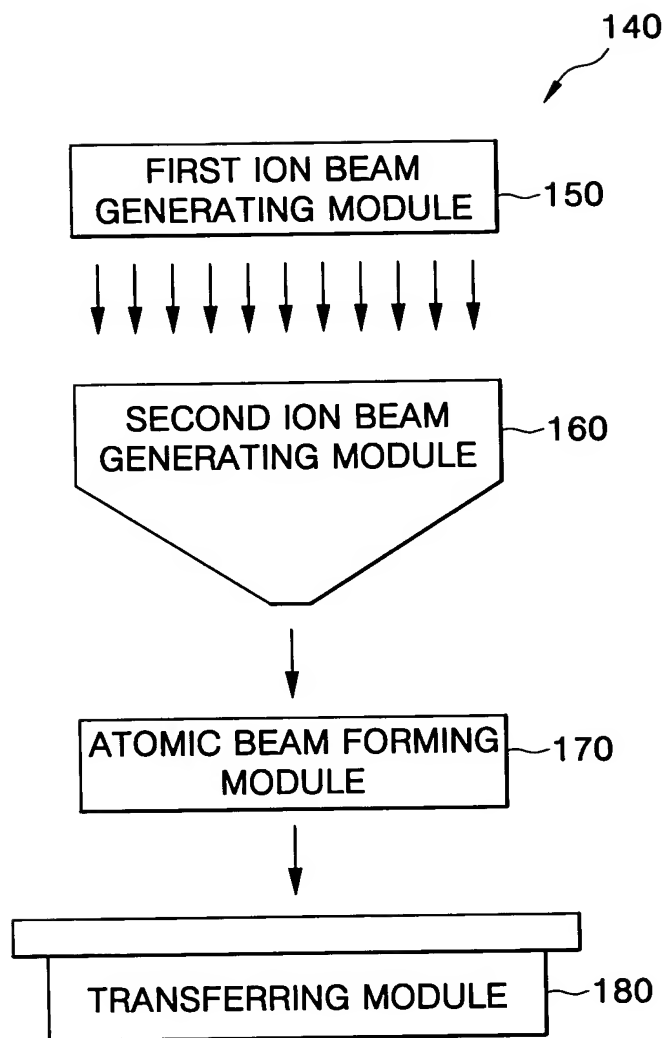 140
FIRST ION BEAM
GENERATING MODULE
150
SECOND ION BEAM
GENERATING MODULE
160
ATOMIC BEAM FORMING
MODULE
170
TRANSFERRING MODULE
180